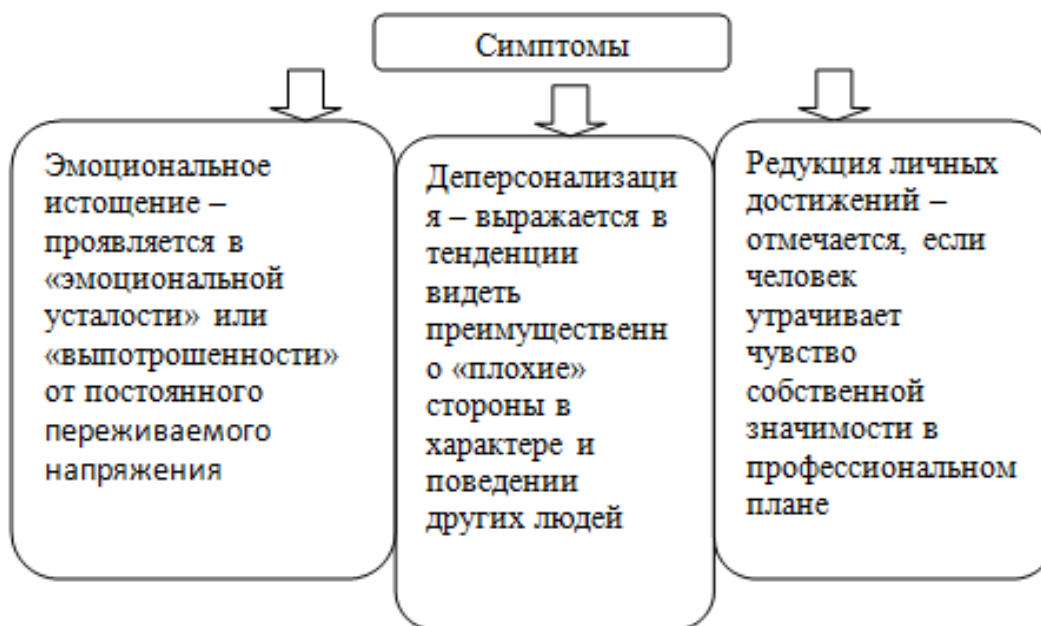 Симптомы
Эмоциональное
истощение –
проявляется в
«эмоциональной
усталости» или
«выпотрошенности»
от постоянного
переживаемого
напряжения
Деперсонализаци
я – выражается в
тенденции
видеть
преимущественн
о «плохие»
стороны в
характере и
поведении
других людей
Редукция личных
достижений –
отмечается, если
человек
утрачивает
чувство
собственной
значимости в
профессиональном
плане